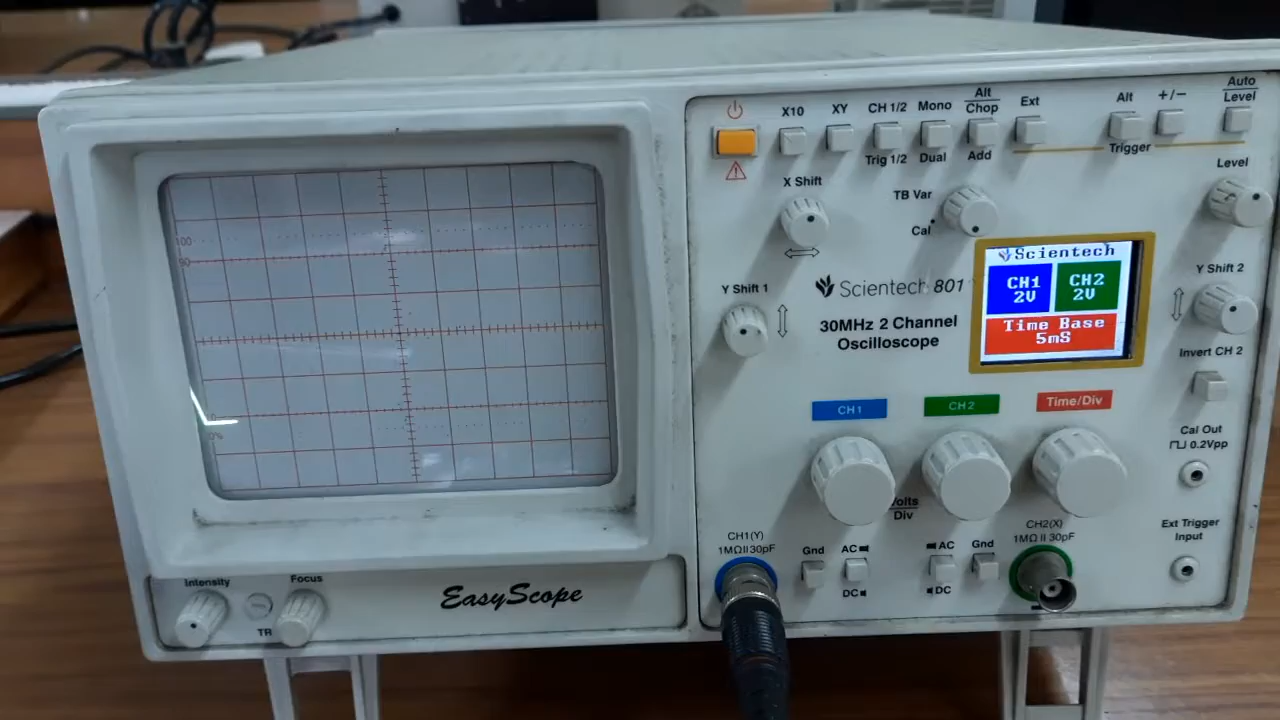 X10
XY
CH 1/2
Mono
Alt
Chop
Ext
Alt
+/−
Auto
Level
Trig 1/2
Dual
Add
Trigger
X Shift
TB Var
Cal
Level
Y Shift 1
Scientech 801
30MHz 2 Channel
Oscilloscope
Scientech
CH1
2V
CH2
2V
Time Base
5mS
Y Shift 2
Invert CH 2
CH1
CH2
Time/Div
Cal Out
0.2Vpp
Volts
Div
CH1(Y)
1MΩ II 30pF
Gnd
AC
DC
AC
DC
Gnd
CH2(X)
1MΩ II 30pF
Ext Trigger
Input
100
90
0%
Intensity
Focus
TR
EasyScope